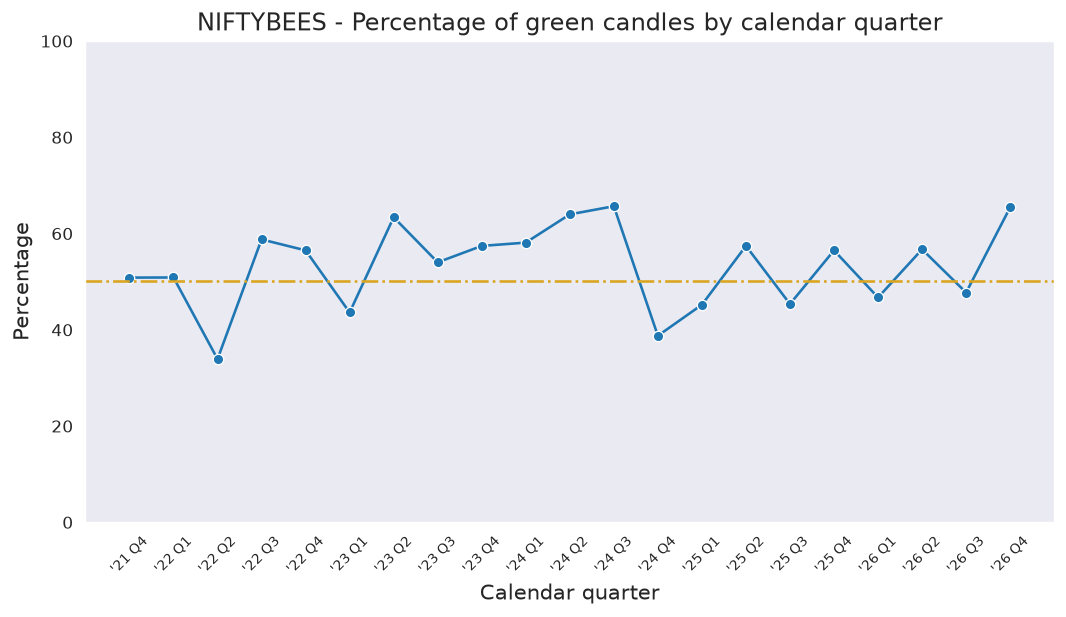 NIFTYBEES - Percentage of green candles by calendar quarter
Percentage
100
80
60
40
20
0
'21 Q4
'22 Q1
'22 Q2
'22 Q3
'22 Q4
'23 Q1
'23 Q2
'23 Q3
'23 Q4
'24 Q1
'24 Q2
'24 Q3
'24 Q4
'25 Q1
'25 Q2
'25 Q3
'25 Q4
'26 Q1
'26 Q2
'26 Q3
'26 Q4
Calendar quarter